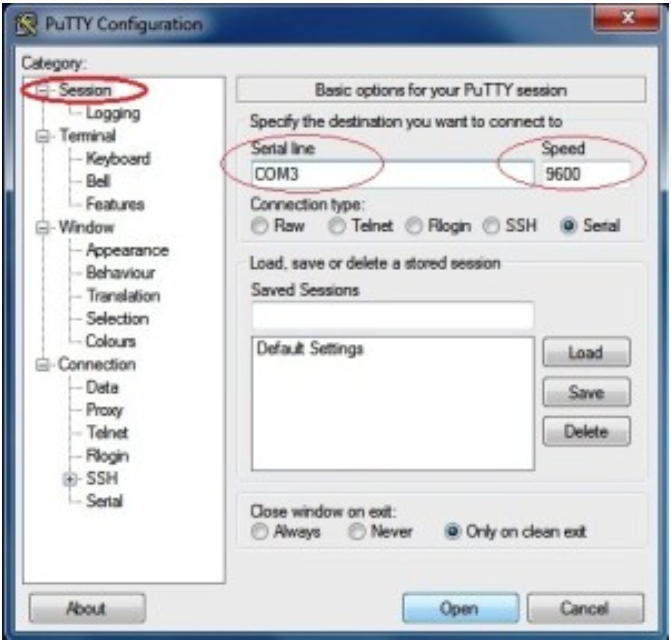 PuTTY Configuration
Category:
Session
Logging
Terminal
Keyboard
Bell
Features
Window
Appearance
Behaviour
Translation
Selection
Colours
Connection
Data
Proxy
Telnet
Rlogin
SSH
Serial
Basic options for your PuTTY session
Specify the destination you want to connect to
Serial line
Speed
COM3
9600
Connection type:
Raw Telnet Rlogin SSH Serial
Load, save or delete a stored session
Saved Sessions
Default Settings
Load
Save
Delete
Close window on exit:
Always Never Only on clean exit
About
Open
Cancel